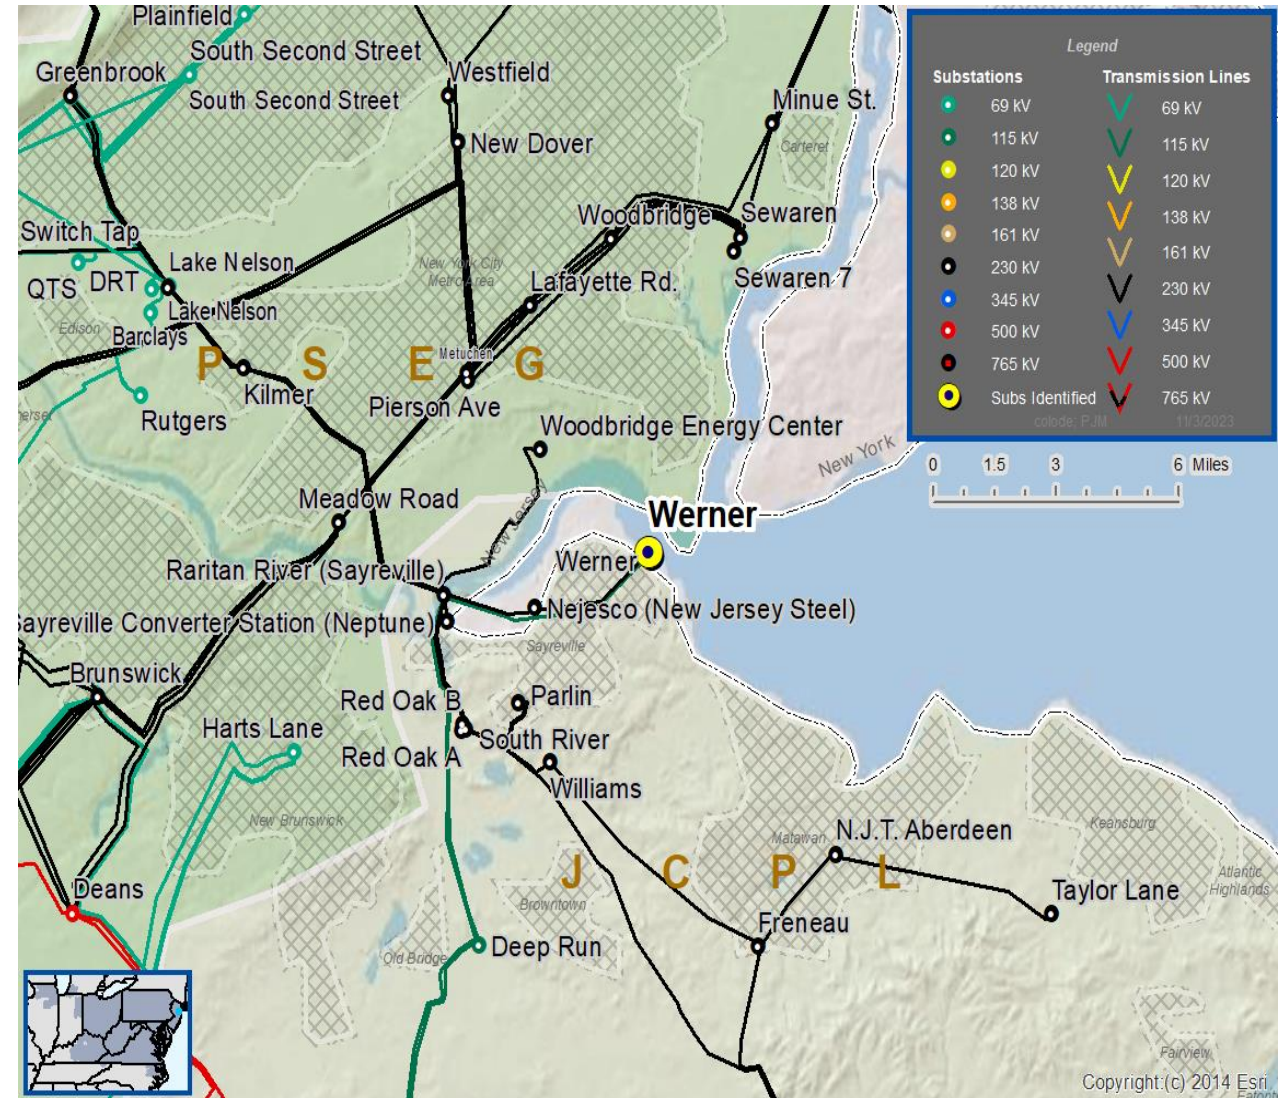 Plainfield
South Second Street
Greenbrook
South Second Street
Westfield
Minue St.
New Dover
Carteret
Switch Tap
Woodbridge
Sewaren
Lake Nelson
New York City
Metro Area
Sewaren 7
QTS
DRT
Lafayette Rd.
Lake Nelson
Edison
Barclays
P S E G
Metuchen
Kilmer
Pierson Ave
Rutgers
Woodbridge Energy Center
New York
Meadow Road
New Jersey
Werner
Werner
Raritan River (Sayreville)
Nejesco (New Jersey Steel)
Sayreville Converter Station (Neptune)
Sayreville
Brunswick
Red Oak B
Parlin
Harts Lane
South River
Red Oak A
Williams
New Brunswick
N.J.T. Aberdeen
Matawan
Keansburg
J C P L
Deans
Browntown
Taylor Lane
Atlantic
Highlands
Freneau
Deep Run
Old Bridge
Fairview
Copyright:(c) 2014 Esri
Legend
Substations
Transmission Lines
69 kV
69 kV
115 kV
115 kV
120 kV
120 kV
138 kV
138 kV
161 kV
161 kV
230 kV
230 kV
345 kV
345 kV
500 kV
500 kV
765 kV
765 kV
Subs Identified
colode: PJM
11/3/2023
0 1.5 3 6 Miles